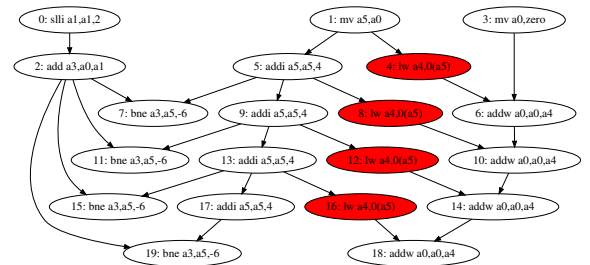 0: slli a1,a1,2
1: mv a5,a0
3: mv a0,zero
2: add a3,a0,a1
5: addi a5,a5,4
4: lw a4,0(a5)
7: bne a3,a5,-6
9: addi a5,a5,4
8: lw a4,0(a5)
6: addw a0,a0,a4
11: bne a3,a5,-6
13: addi a5,a5,4
12: lw a4,0(a5)
10: addw a0,a0,a4
15: bne a3,a5,-6
17: addi a5,a5,4
16: lw a4,0(a5)
14: addw a0,a0,a4
19: bne a3,a5,-6
18: addw a0,a0,a4